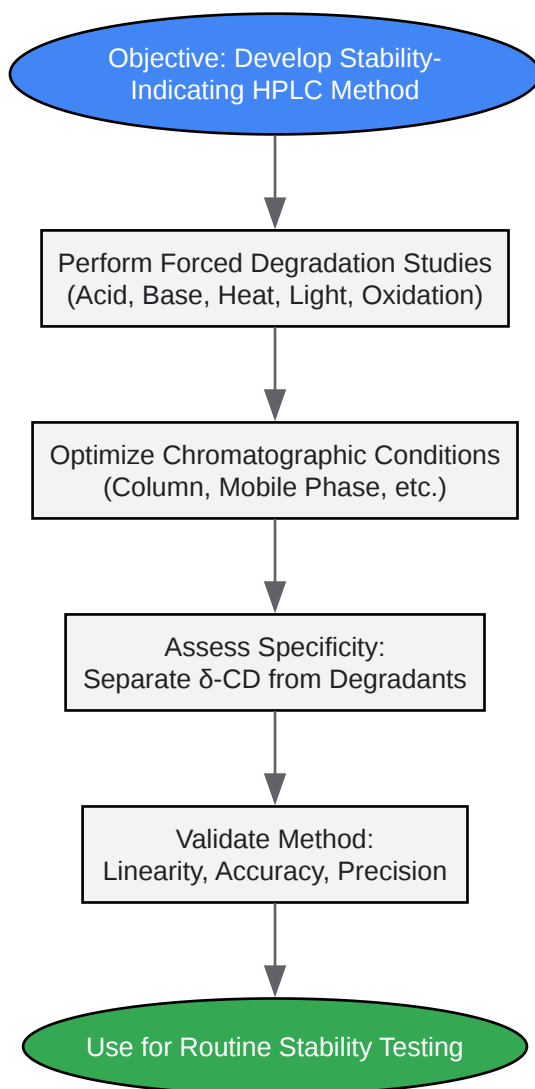 Objective: Develop Stability-
Indicating HPLC Method
Perform Forced Degradation Studies
(Acid, Base, Heat, Light, Oxidation)
Optimize Chromatographic Conditions
(Column, Mobile Phase, etc.)
Assess Specificity:
Separate δ-CD from Degradants
Validate Method:
Linearity, Accuracy, Precision
Use for Routine Stability Testing